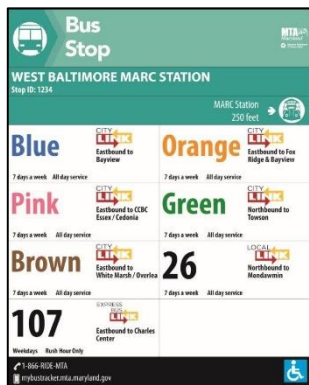 Bus
Stop
MTA
Maryland
WEST BALTIMORE MARC STATION
Stop ID: 1234
MARC Station
250 feet
Blue
CITY
LINK
Eastbound to
Bayview
7 days a week All day service
Orange
CITY
LINK
Eastbound to Fox
Ridge & Bayview
7 days a week All day service
Pink
CITY
LINK
Eastbound to CCBC
Essex / Cedonia
7 days a week All day service
Green
CITY
LINK
Northbound to
Towson
7 days a week All day service
Brown
CITY
LINK
Eastbound to
White Marsh / Overlea
7 days a week All day service
26
LOCAL
LINK
Northbound to
Mondawmin
7 days a week All day service
107
EXPRESS
BUS
LINK
Eastbound to Charles
Center
Weekdays Rush Hour Only
1-866-RIDE-MTA
mybustracker.mta.maryland.gov